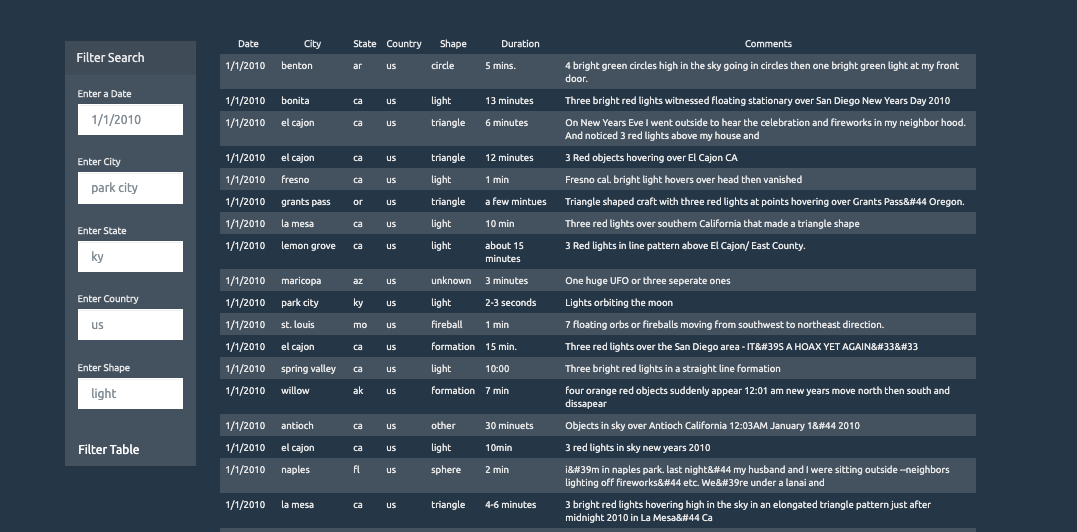 Filter Search
Enter a Date
1/1/2010
Enter City
park city
Enter State
ky
Enter Country
us
Enter Shape
light
Filter Table
Date City State Country Shape Duration Comments
1/1/2010 benton ar us circle 5 mins. 4 bright green circles high in the sky going in circles then one bright green light at my front
door.
1/1/2010 bonita ca us light 13 minutes Three bright red lights witnessed floating stationary over San Diego New Years Day 2010
1/1/2010 el cajon ca us triangle 6 minutes On New Years Eve I went outside to hear the celebration and fireworks in my neighbor hood.
And noticed 3 red lights above my house and
1/1/2010 el cajon ca us triangle 12 minutes 3 Red objects hovering over El Cajon CA
1/1/2010 fresno ca us light 1 min Fresno cal. bright light hovers over head then vanished
1/1/2010 grants pass or us triangle a few mintues Triangle shaped craft with three red lights at points hovering over Grants Pass&#44 Oregon.
1/1/2010 la mesa ca us light 10 min Three red lights over southern California that made a triangle shape
1/1/2010 lemon grove ca us light about 15 3 Red lights in line pattern above El Cajon/ East County.
minutes
1/1/2010 maricopa az us unknown 3 minutes One huge UFO or three seperate ones
1/1/2010 park city ky us light 2-3 seconds Lights orbiting the moon
1/1/2010 st. louis mo us fireball 1 min 7 floating orbs or fireballs moving from southwest to northeast direction.
1/1/2010 el cajon ca us formation 15 min. Three red lights over the San Diego area - IT&#39S A HOAX YET AGAIN&#33&#33
1/1/2010 spring valley ca us light 10:00 Three bright red lights in a straight line formation
1/1/2010 willow ak us formation 7 min four orange red objects suddenly appear 12:01 am new years move north then south and
dissapear
1/1/2010 antioch ca us other 30 minuets Objects in sky over Antioch California 12:03AM January 1&#44 2010
1/1/2010 el cajon ca us light 10min 3 red lights in sky new years 2010
1/1/2010 naples fl us sphere 2 min i&#39m in naples park. last night&#44 my husband and I were sitting outside --neighbors
lighting off fireworks&#44 etc. We&#39re under a lanai and
1/1/2010 la mesa ca us triangle 4-6 minutes 3 bright red lights hovering high in the sky in an elongated triangle pattern just after
midnight 2010 in La Mesa&#44 Ca